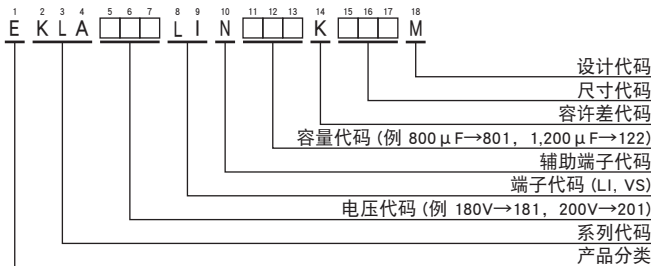 1 2 3 4 5 6 7 8 9 10 11 12 13 14 15 16 17 18
E KLA □□□ LI N □□□ K □□□ M
设计代码
尺寸代码
容许差代码
容量代码 (例 800μF→801, 1,200μF→122)
辅助端子代码
端子代码 (LI, VS)
电压代码 (例 180V→181, 200V→201)
系列代码
产品分类